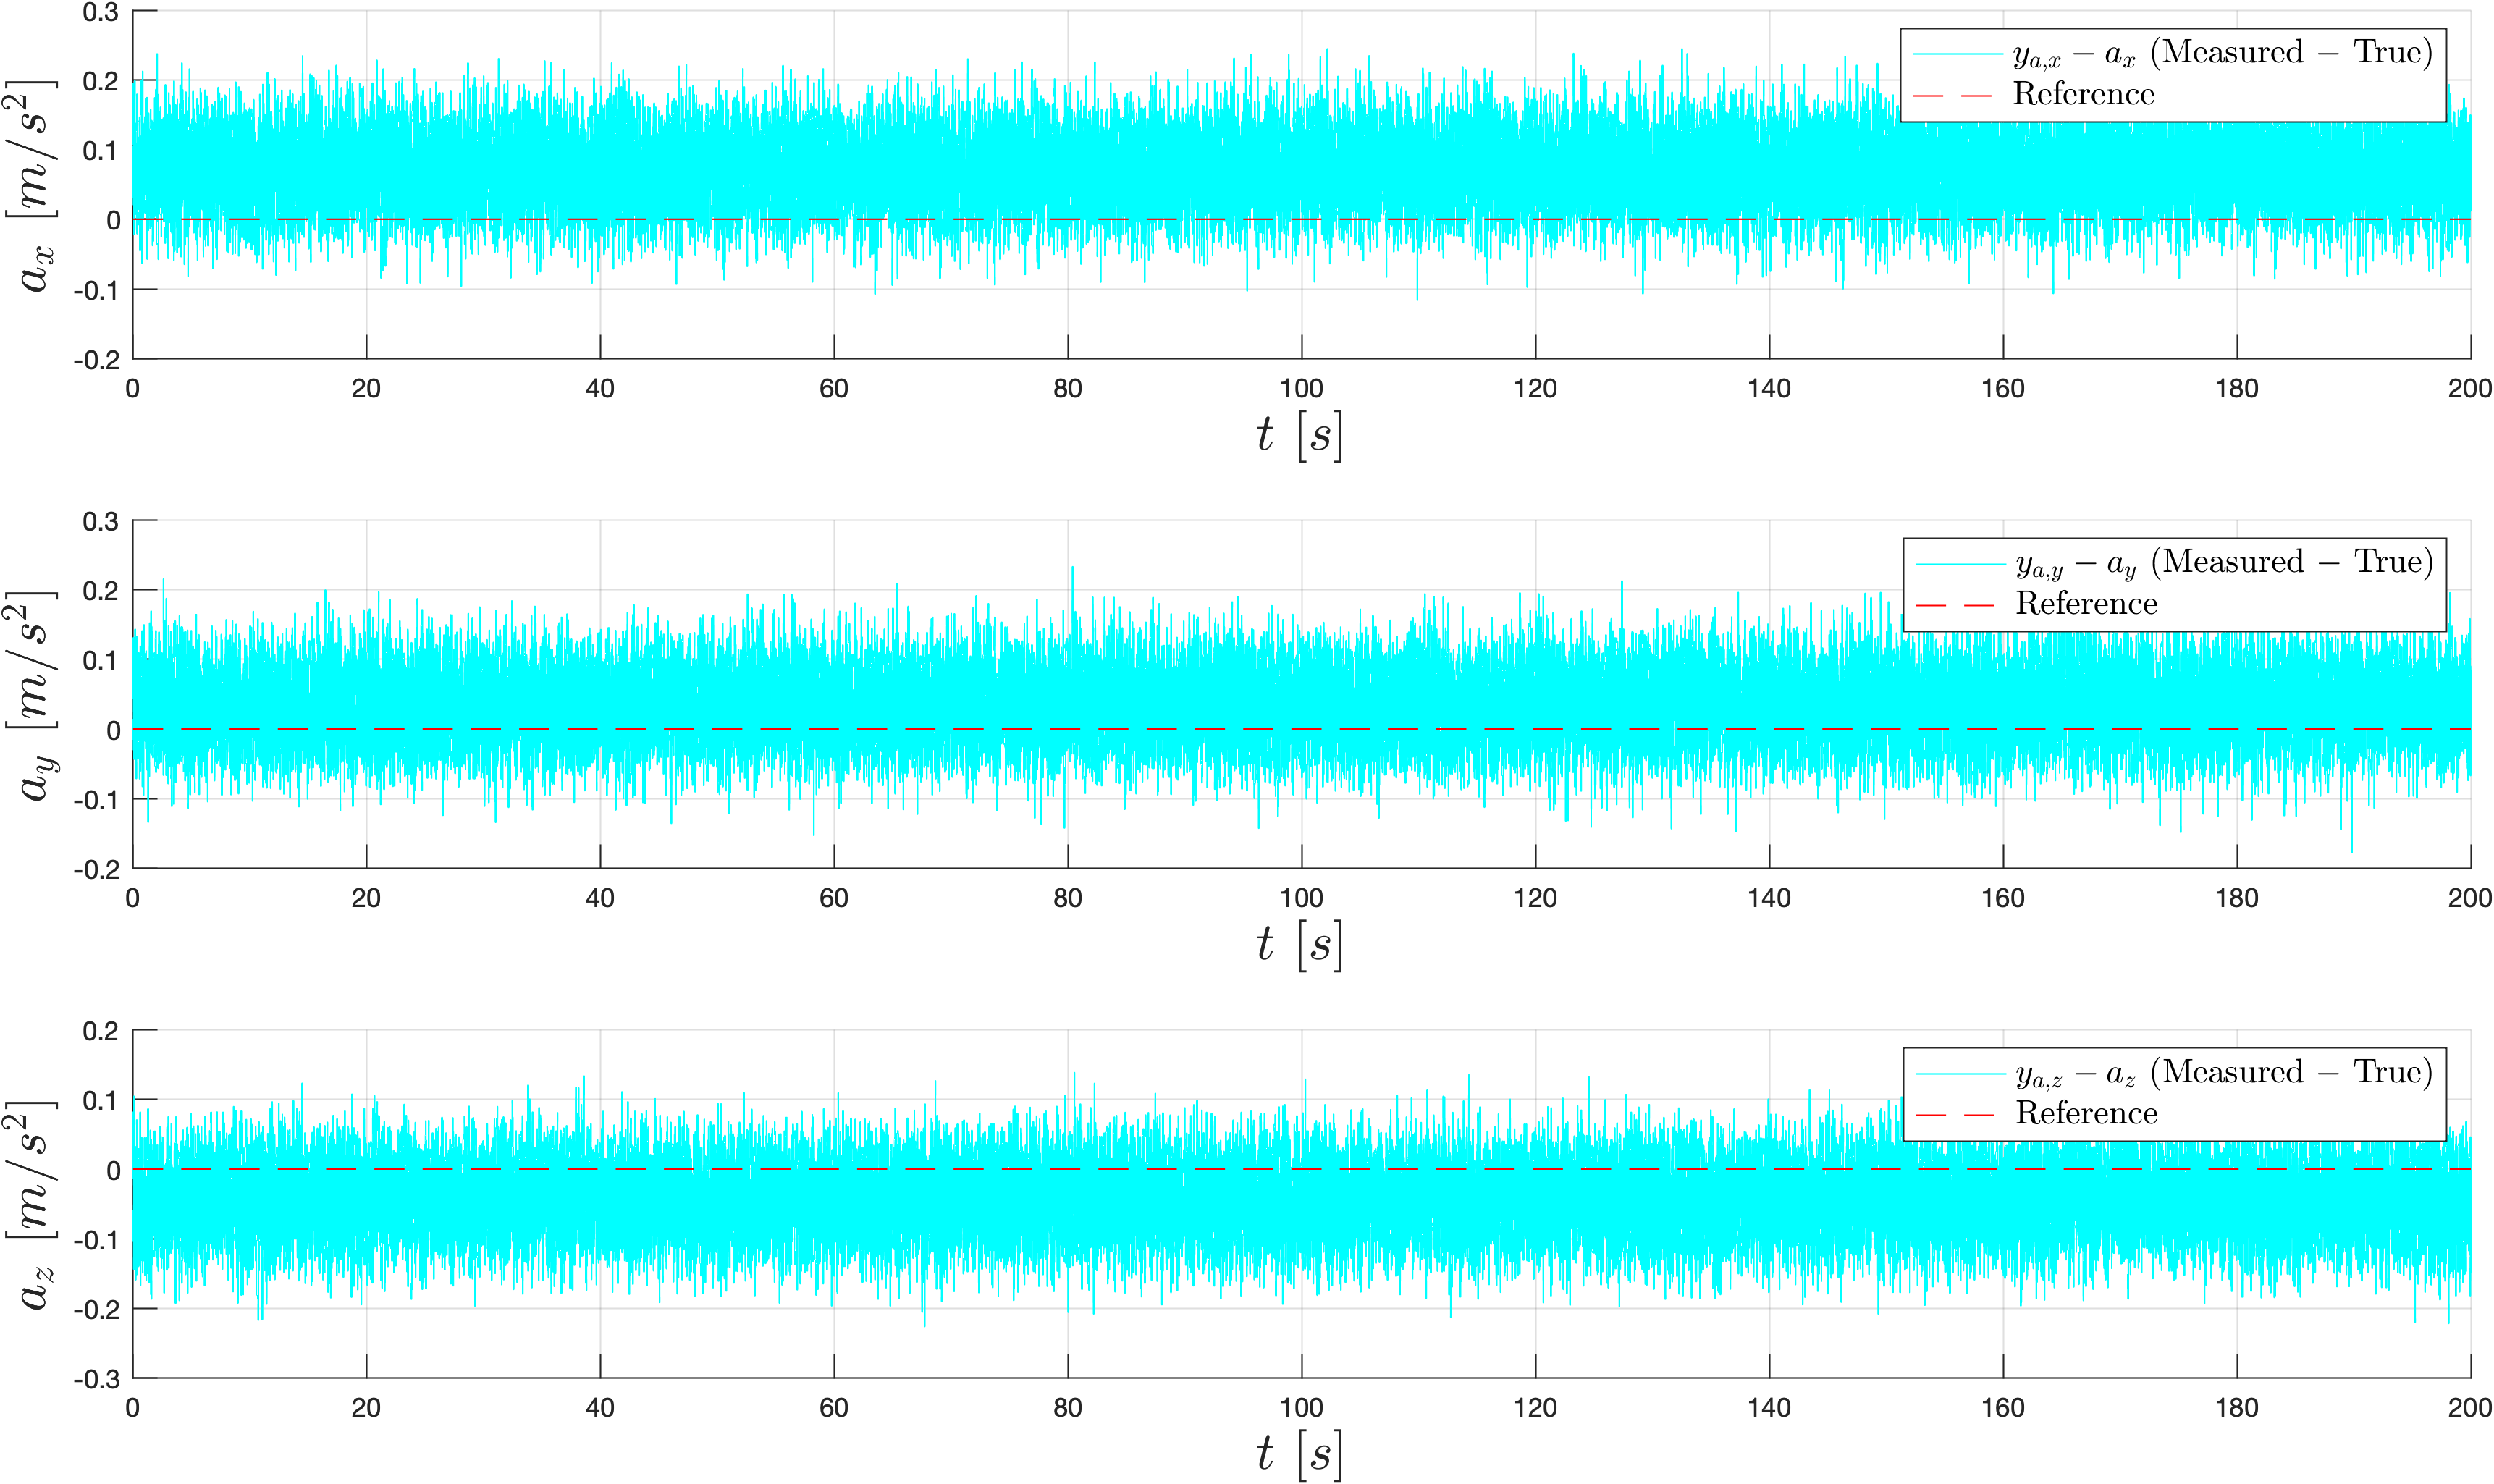 0.3
0.2
0.1
0
-0.1
-0.2
a_x [m/s^2]
y_{a,x} − a_x (Measured − True)
Reference
0 20 40 60 80 100 120 140 160 180 200
t [s]
0.3
0.2
0.1
0
-0.1
-0.2
a_y [m/s^2]
y_{a,y} − a_y (Measured − True)
Reference
0 20 40 60 80 100 120 140 160 180 200
t [s]
0.2
0.1
0
-0.1
-0.2
-0.3
a_z [m/s^2]
y_{a,z} − a_z (Measured − True)
Reference
0 20 40 60 80 100 120 140 160 180 200
t [s]